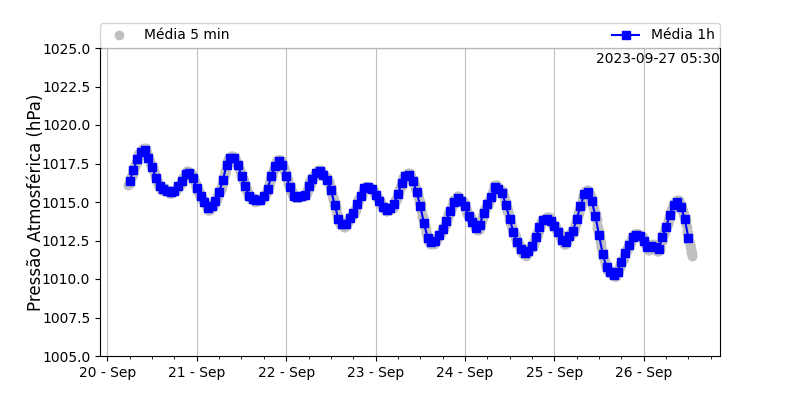 Média 5 min
Média 1h
2023-09-27 05:30
Pressão Atmosférica (hPa)
1025.0
1022.5
1020.0
1017.5
1015.0
1012.5
1010.0
1007.5
1005.0
20 - Sep
21 - Sep
22 - Sep
23 - Sep
24 - Sep
25 - Sep
26 - Sep